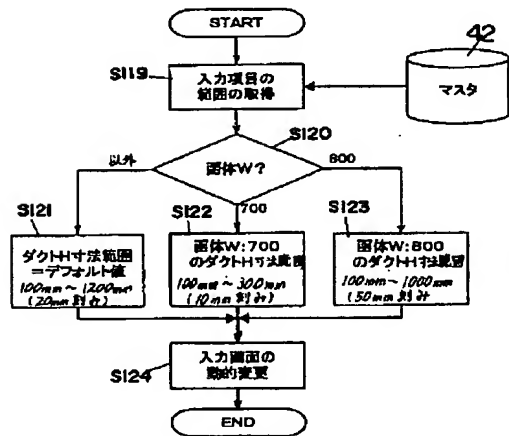 START
S119
入力項目の
範囲の取得
42
マスタ
S120
函体W?
以外
700
800
S121
ダクトH寸法範囲
=デフォルト値
100mm～1200mm
(20mm刻み)
S122
函体W:700
のダクトH寸法範囲
100mm～300mm
(10mm刻み)
S123
函体W:800
のダクトH寸法範囲
100mm～1000mm
(50mm刻み
S124
入力画面の
動的変更
END